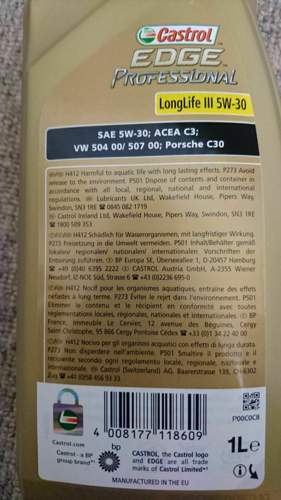 Castrol
EDGE
PROFESSIONAL
LongLife III 5W-30
SAE 5W-30; ACEA C3;
VW 504 00/ 507 00; Porsche C30
H412 Harmful to aquatic life with long lasting effects. P273 Avoid
release to the environment. P501 Dispose of contents and container in
accordance with all local, regional, national and international
regulations. Lubricants UK Ltd, Wakefield House, Pipers Way,
Swindon, SN3 1RE ☎ 0845 082 1719
Castrol Ireland Ltd, Wakefield House, Pipers Way, Swindon, SN3 1RE
☎ 1800 509 353
H412 Schädlich für Wasserorganismen, mit langfristiger Wirkung.
P273 Freisetzung in die Umwelt vermeiden. P501 Inhalt/Behälter gemäß
lokalen/ regionalen/ nationalen/ internationalen Vorschriften der
Entsorung zuführen. BP Europa SE, Überseeallee 1, D-20457 Hamburg
☎ +49 (0)40 6395 2222 CASTROL Austria GmbH, A-2355 Wiener
Neudorf, IZ-NOE Süd, Strasse 6 ☎ +43 (0)2236 695-0
H412 Nocif pour les organismes aquatiques, entraîne des effets
néfastes à long terme. P273 Éviter le rejet dans l'environnement. P501
Éliminer le contenu et le récipient en conformité avec toutes
réglementations locales, régionales, nationales et internationales. BP
France, Immeuble Le Cervier, 12 avenue des Béguines, Cergy
Saint Christophe, 95 866 Cergy Pontoise Cédex ☎ +33 (0)1 34 22 40 00
H412 Nocivo per gli organismi acquatici con effetti di lunga durata.
P273 Non disperdere nell'ambiente. P501 Smaltire il prodotto e il
secondo ogni regolamento locale, regionale, nazionale e
internazionale. Castrol (Switzerland) AG, Baarerstrasse 139, CH-6302
Zug ☎ +41 (0)58 456 93 33
Castrol.com
Castrol - a BP
group brand
4 008177 118609
bp
CASTROL, the Castrol logo
and EDGE are all trade
marks of Castrol Limited
P00C0C8
1L e
MANUFACTURED IN THE EU